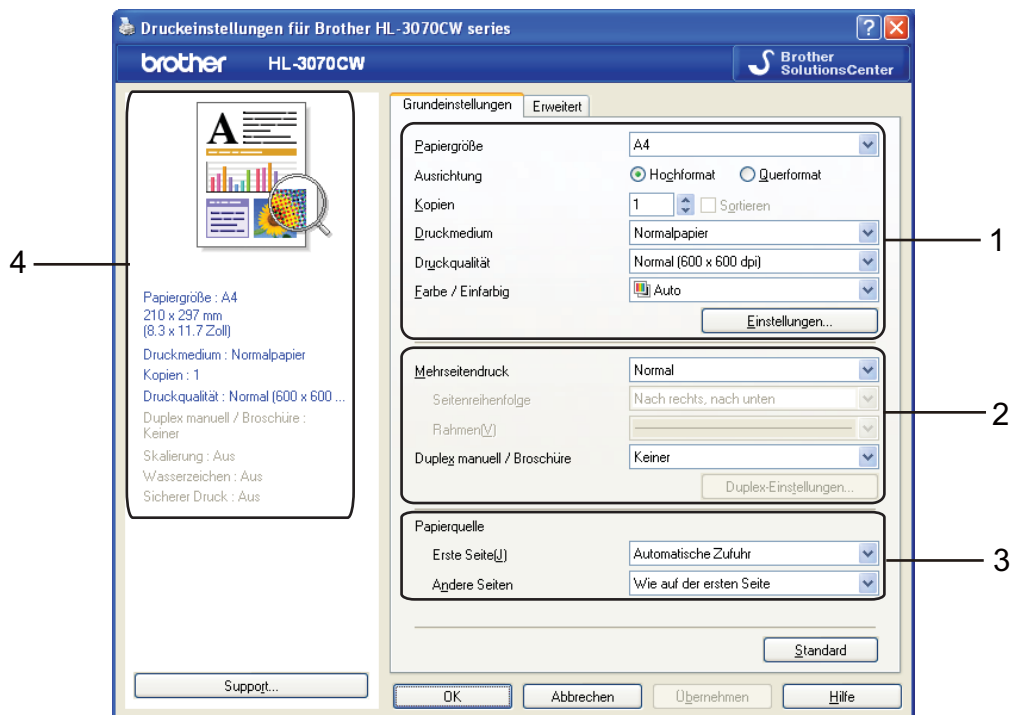 Druckeinstellungen für Brother HL-3070CW series
brother HL-3070CW
Brother
SolutionsCenter
Grundeinstellungen Erweitert
A
Papiergröße A4
Ausrichtung Hochformat Querformat
Kopien 1 Sortieren
Druckmedium Normalpapier
Druckqualität Normal (600 x 600 dpi)
Farbe / Einfarbig Auto
Einstellungen...
1
Mehrseitendruck Normal
Seitenreihenfolge Nach rechts, nach unten
Rahmen(V)
Duplex manuell / Broschüre Keiner
Duplex-Einstellungen...
2
Papierquelle
Erste Seite(J) Automatische Zufuhr
Andere Seiten Wie auf der ersten Seite
3
4
Papiergröße : A4
210 x 297 mm
(8.3 x 11.7 Zoll)
Druckmedium : Normalpapier
Kopien : 1
Druckqualität : Normal (600 x 600 ...
Duplex manuell / Broschüre :
Keiner
Skalierung : Aus
Wasserzeichen : Aus
Sicherer Druck : Aus
Standard
Support...
OK Abbrechen Übernehmen Hilfe